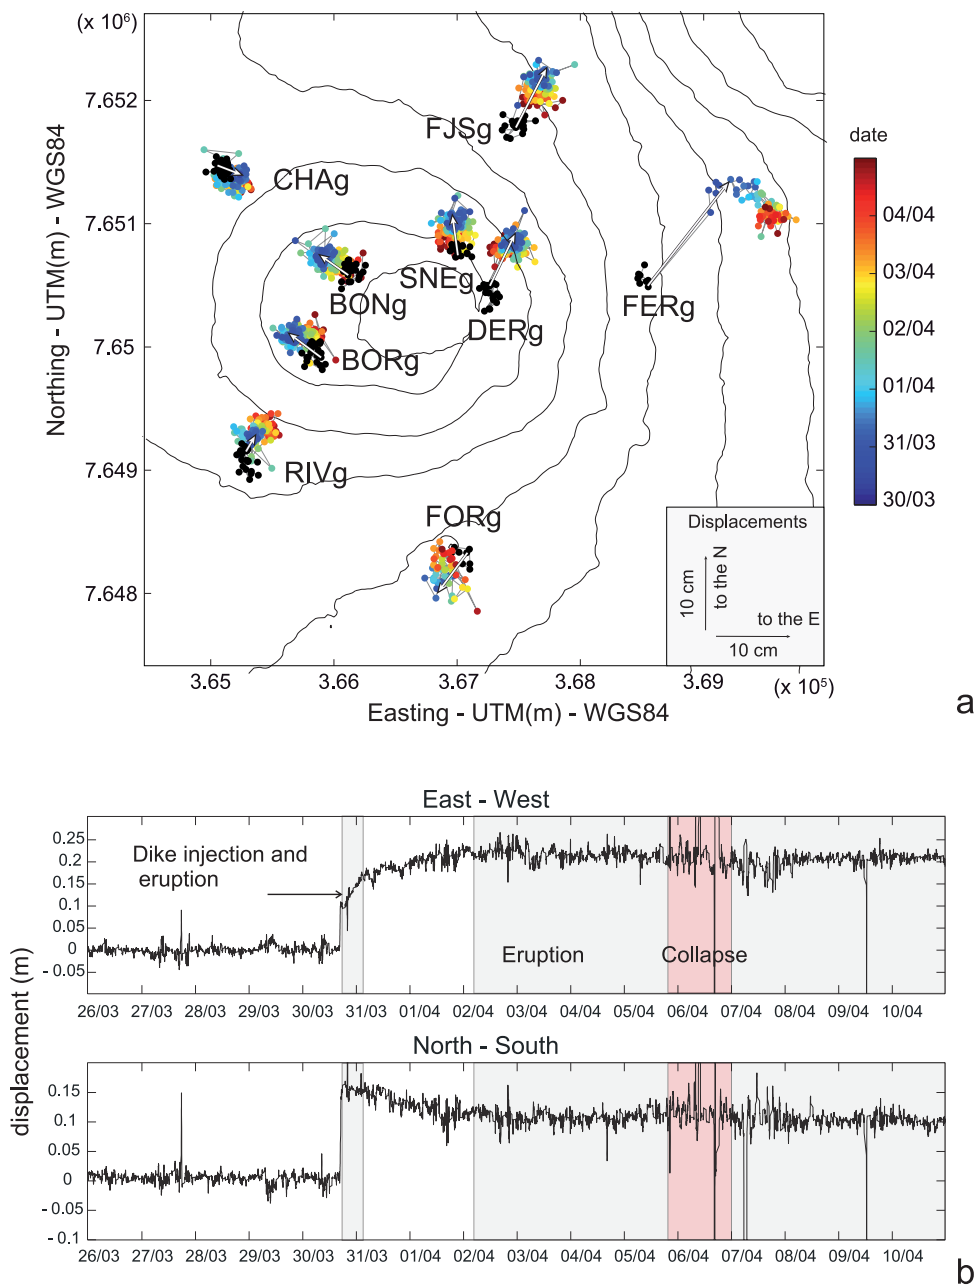 (x 10⁶)
7.652
7.651
7.65
7.649
7.648
Northing - UTM(m) - WGS84
FJSg
CHAg
SNEg
BONg
DERg
FERg
BORg
RIVg
FORg
date
04/04
03/04
02/04
01/04
31/03
30/03
Displacements
10 cm
to the N
to the E
10 cm
3.65
3.66
3.67
3.68
3.69
(x 10⁵)
Easting - UTM(m) - WGS84
a
East - West
0.25
0.2
0.15
0.1
0.05
0
- 0.05
Dike injection and
eruption
Eruption
Collapse
26/03 27/03 28/03 29/03 30/03 31/03 01/04 02/04 03/04 04/04 05/04 06/04 07/04 08/04 09/04 10/04
displacement (m)
North - South
0.15
0.1
0.05
0
- 0.05
- 0.1
26/03 27/03 28/03 29/03 30/03 31/03 01/04 02/04 03/04 04/04 05/04 06/04 07/04 08/04 09/04 10/04
b